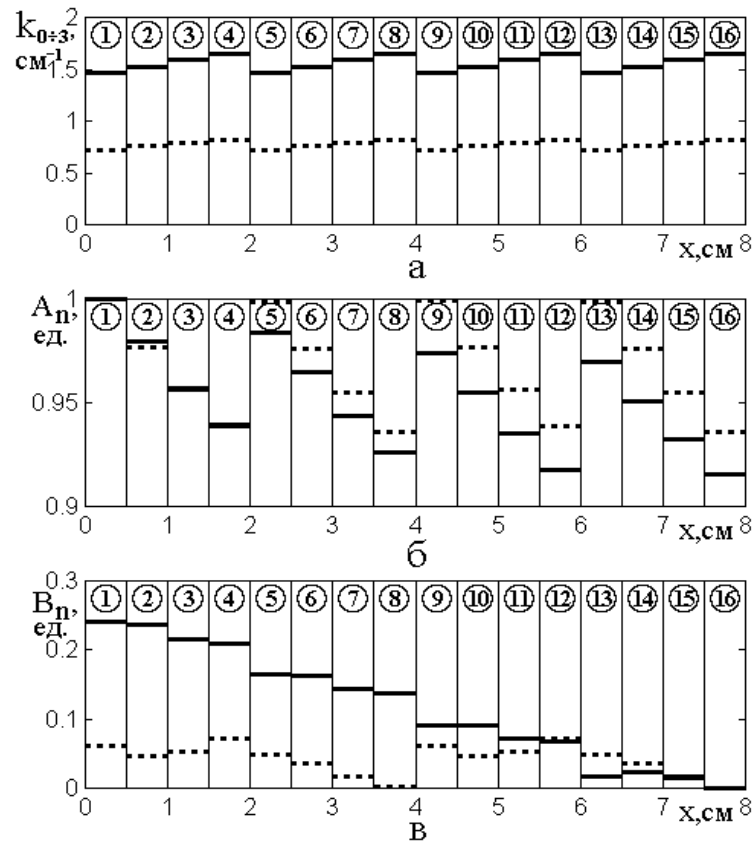 k₀÷₃, см⁻¹
2
1.5
1
0.5
0
① ② ③ ④ ⑤ ⑥ ⑦ ⑧ ⑨ ⑩ ⑪ ⑫ ⑬ ⑭ ⑮ ⑯
0 1 2 3 4 5 6 7 x,см 8
а
Aₙ, ед.
1
0.95
0.9
① ② ③ ④ ⑤ ⑥ ⑦ ⑧ ⑨ ⑩ ⑪ ⑫ ⑬ ⑭ ⑮ ⑯
0 1 2 3 4 5 6 7 x,см 8
б
Bₙ, ед.
0.3
0.2
0.1
0
① ② ③ ④ ⑤ ⑥ ⑦ ⑧ ⑨ ⑩ ⑪ ⑫ ⑬ ⑭ ⑮ ⑯
0 1 2 3 4 5 6 7 x,см 8
в